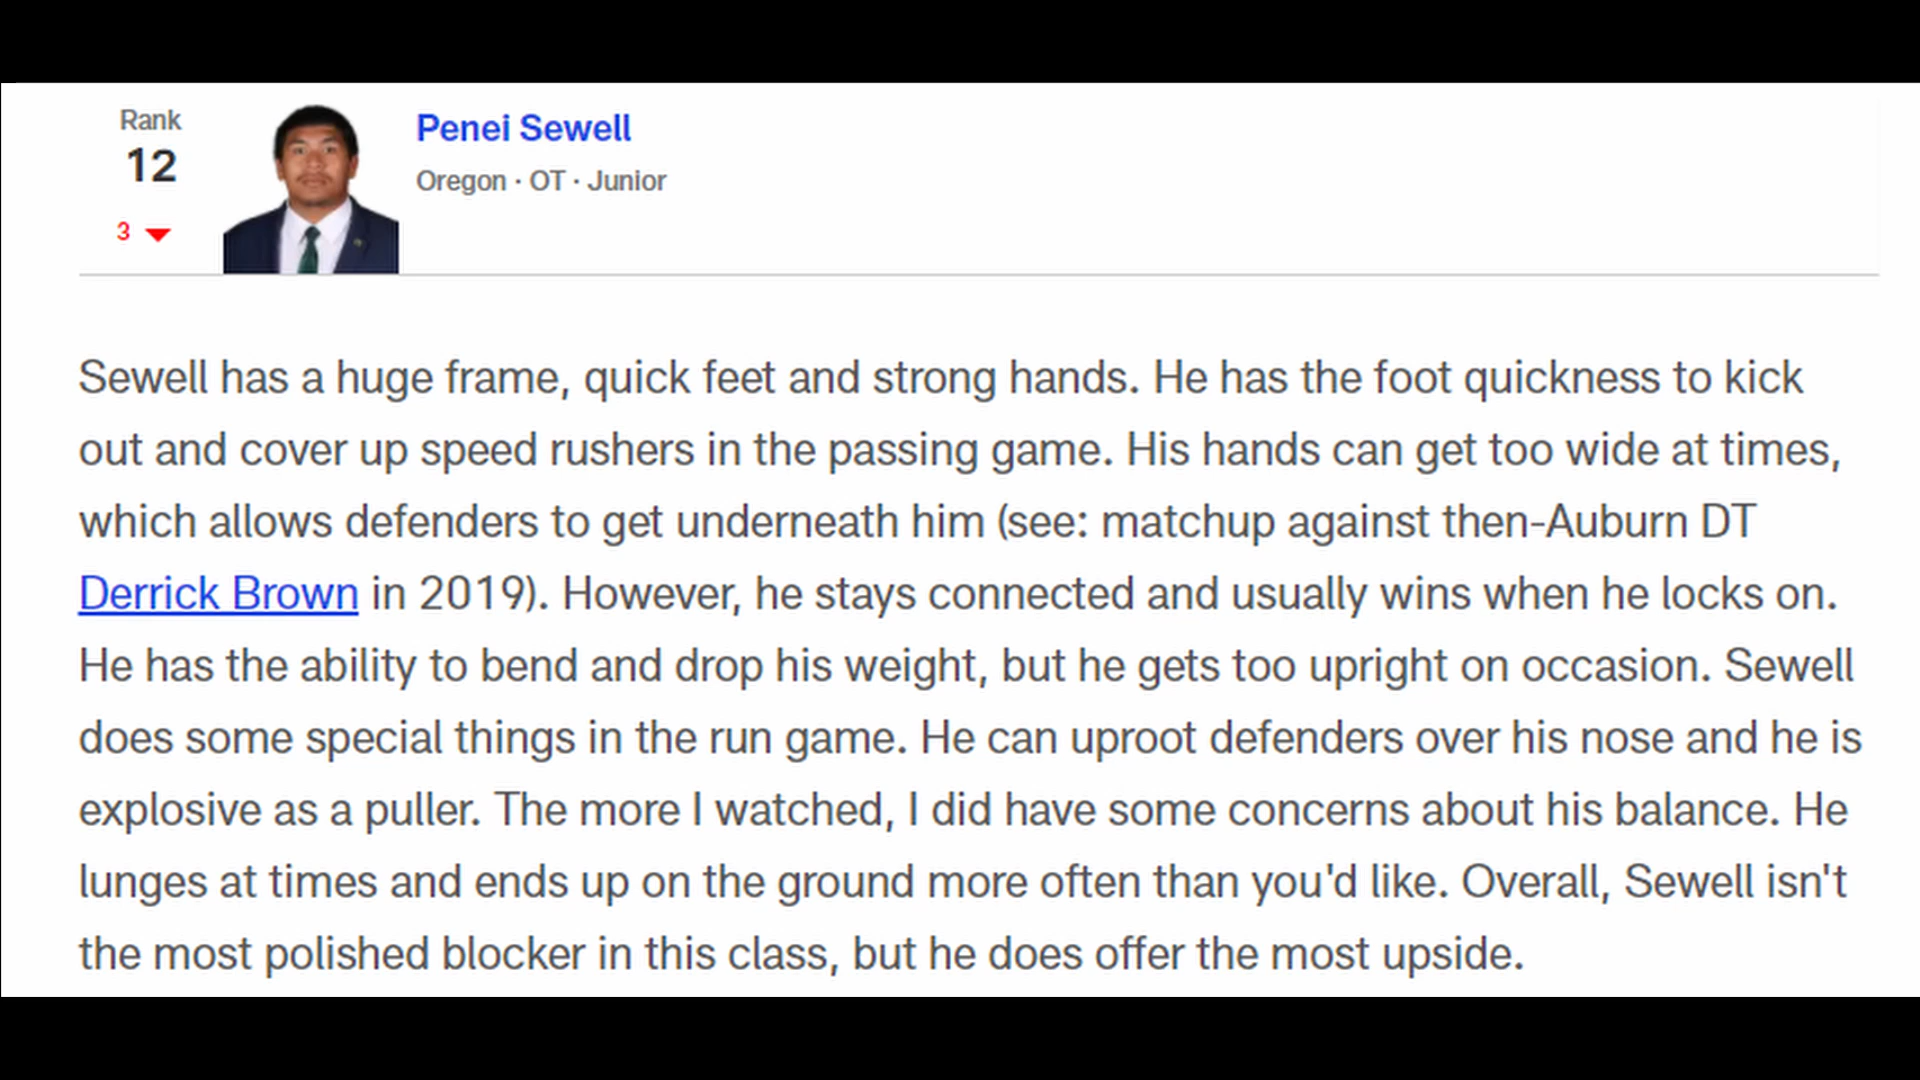 Rank
12
3
Penei Sewell
Oregon · OT · Junior
Sewell has a huge frame, quick feet and strong hands. He has the foot quickness to kick
out and cover up speed rushers in the passing game. His hands can get too wide at times,
which allows defenders to get underneath him (see: matchup against then-Auburn DT
Derrick Brown in 2019). However, he stays connected and usually wins when he locks on.
He has the ability to bend and drop his weight, but he gets too upright on occasion. Sewell
does some special things in the run game. He can uproot defenders over his nose and he is
explosive as a puller. The more I watched, I did have some concerns about his balance. He
lunges at times and ends up on the ground more often than you'd like. Overall, Sewell isn't
the most polished blocker in this class, but he does offer the most upside.